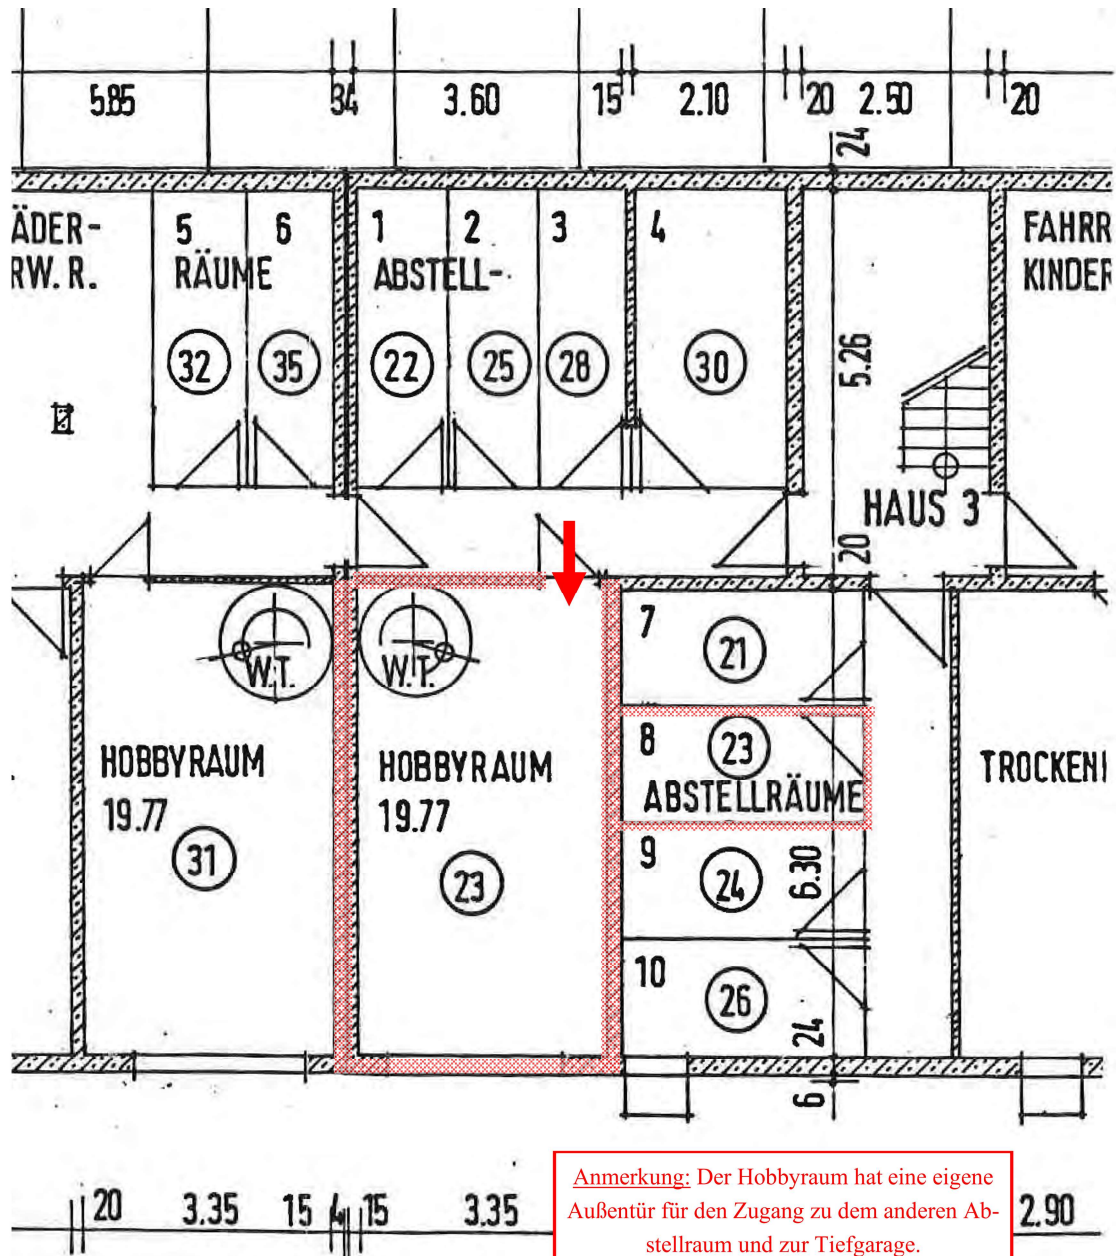 5.85 34 3.60 15 2.10 20 2.90 20
24
ÄDER-
RW. R.
5 6
RÄUME
1 2 3 4
ABSTELL-
FAHRR
KINDER
32 35 22 25 28 30
5.26
HAUS 3
20
W.T. W.T.
7 21
8 23
ABSTELLRÄUME
HOBBYRAUM
19.77
31
HOBBYRAUM
19.77
23
TROCKEN
9 24
6.30
10 26
24
6
20 3.35 15 4 15 3.35 2.90
Anmerkung: Der Hobbyraum hat eine eigene
Außentür für den Zugang zu dem anderen Ab-
stellraum und zur Tiefgarage.